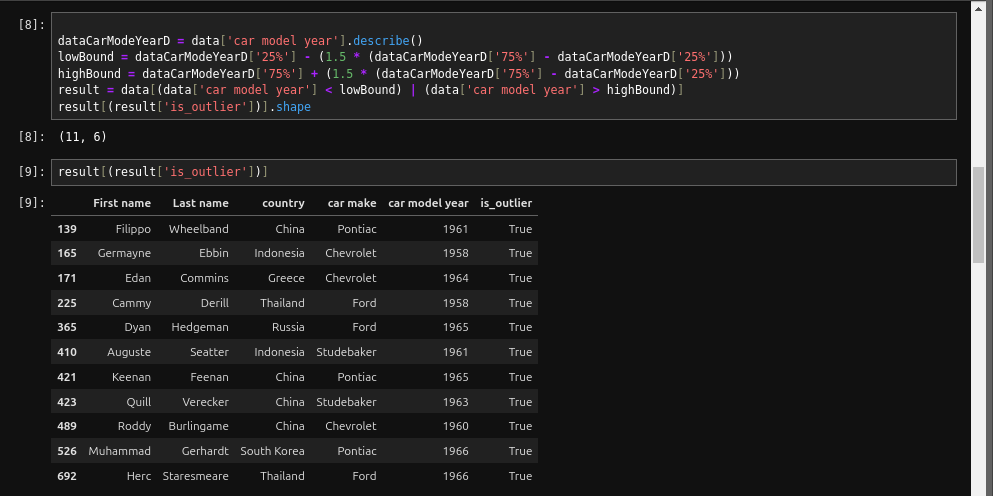 [8]:
dataCarModeYearD = data['car model year'].describe()
lowBound = dataCarModeYearD['25%'] - (1.5 * (dataCarModeYearD['75%'] - dataCarModeYearD['25%']))
highBound = dataCarModeYearD['75%'] + (1.5 * (dataCarModeYearD['75%'] - dataCarModeYearD['25%']))
result = data[(data['car model year'] < lowBound) | (data['car model year'] > highBound)]
result[(result['is_outlier'])].shape
[8]: (11, 6)
[9]: result[(result['is_outlier'])]
[9]: First name Last name country car make car model year is_outlier
139 Filippo Wheelband China Pontiac 1961 True
165 Germayne Ebbin Indonesia Chevrolet 1958 True
171 Edan Commins Greece Chevrolet 1964 True
225 Cammy Derill Thailand Ford 1958 True
365 Dyan Hedgeman Russia Ford 1965 True
410 Auguste Seatter Indonesia Studebaker 1961 True
421 Keenan Feenan China Pontiac 1965 True
423 Quill Verecker China Studebaker 1963 True
489 Roddy Burlingame China Chevrolet 1960 True
526 Muhammad Gerhardt South Korea Pontiac 1966 True
692 Herc Staresmeare Thailand Ford 1966 True